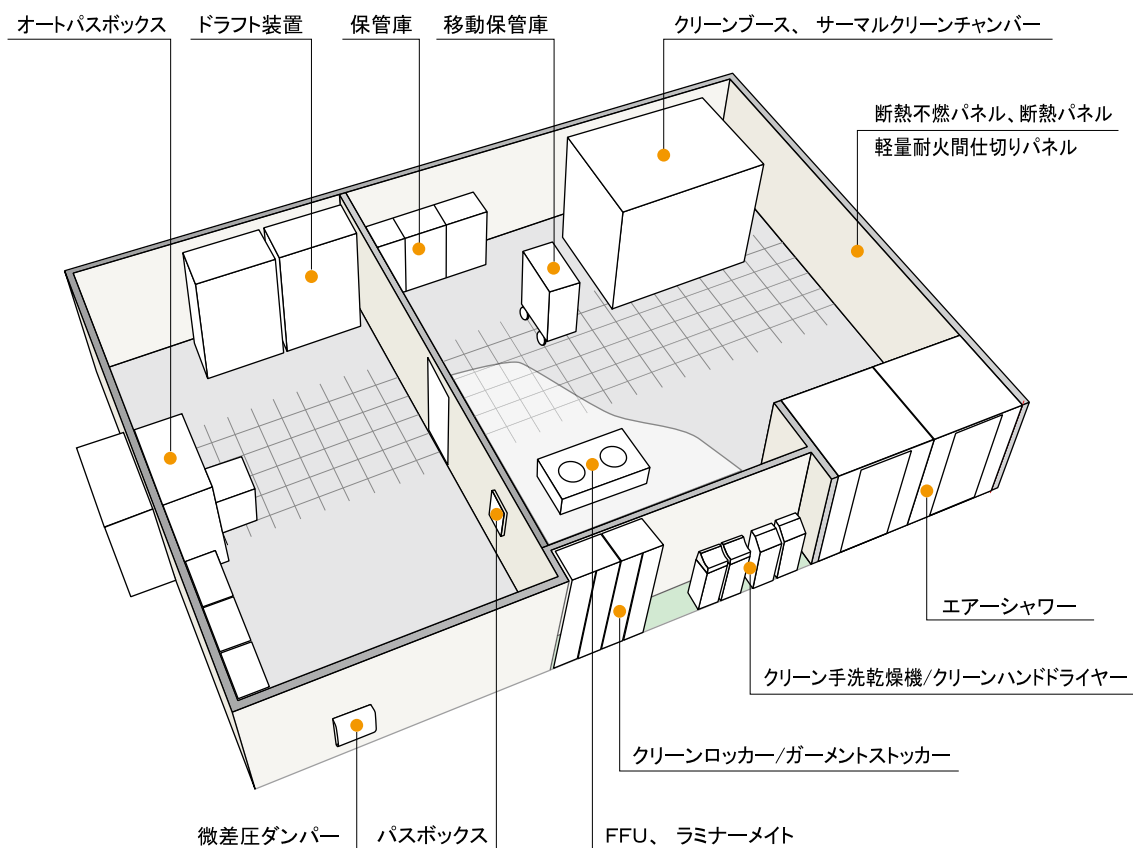 オートパスボックス
ドラフト装置
保管庫
移動保管庫
クリーンブース、 サーマルクリーンチャンバー
断熱不燃パネル、断熱パネル
軽量耐火間仕切りパネル
エアーシャワー
クリーン手洗乾燥機/クリーンハンドドライヤー
クリーンロッカー/ガーメントストッカー
微差圧ダンパー
パスボックス
FFU、 ラミナーメイト